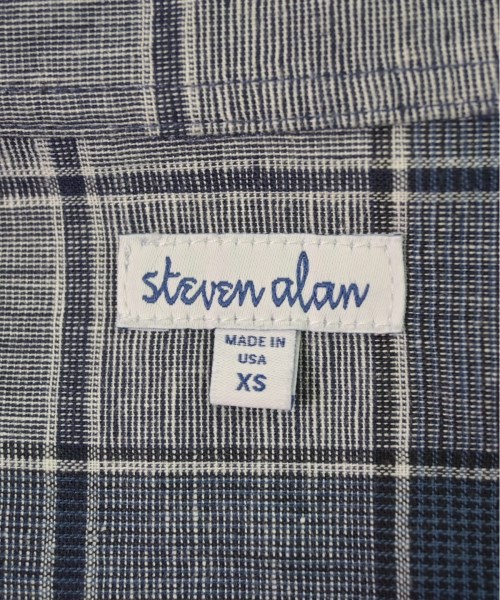 steven alan
MADE IN
USA
XS